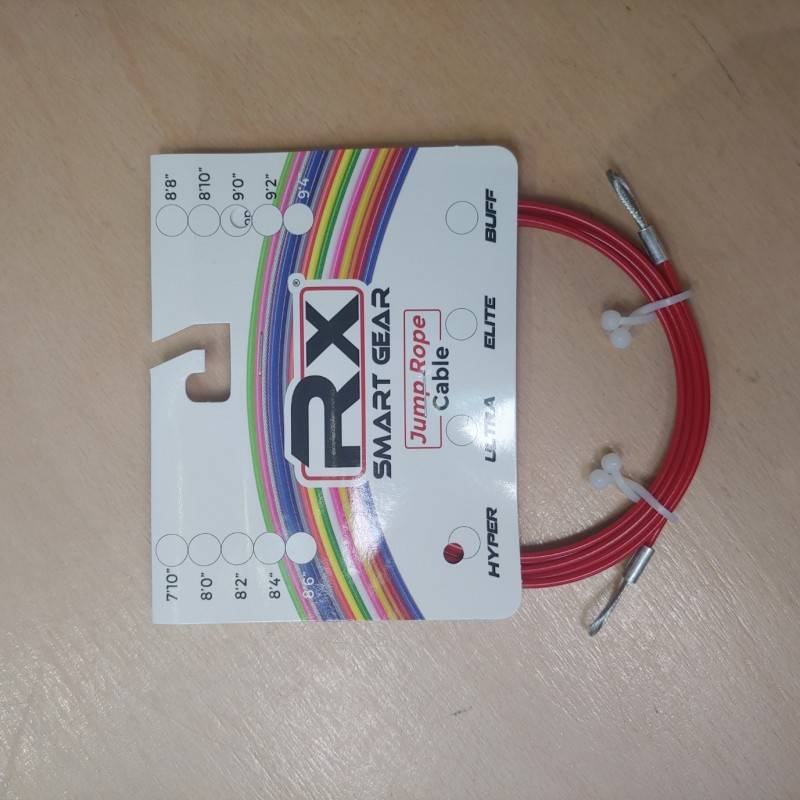 7'10"
8'0"
8'2"
8'4"
8'6"
8'8"
8'10"
9'0"
9'2"
9'4"
RX®
SMART GEAR
Jump Rope
Cable
HYPER
ULTRA
ELITE
BUFF